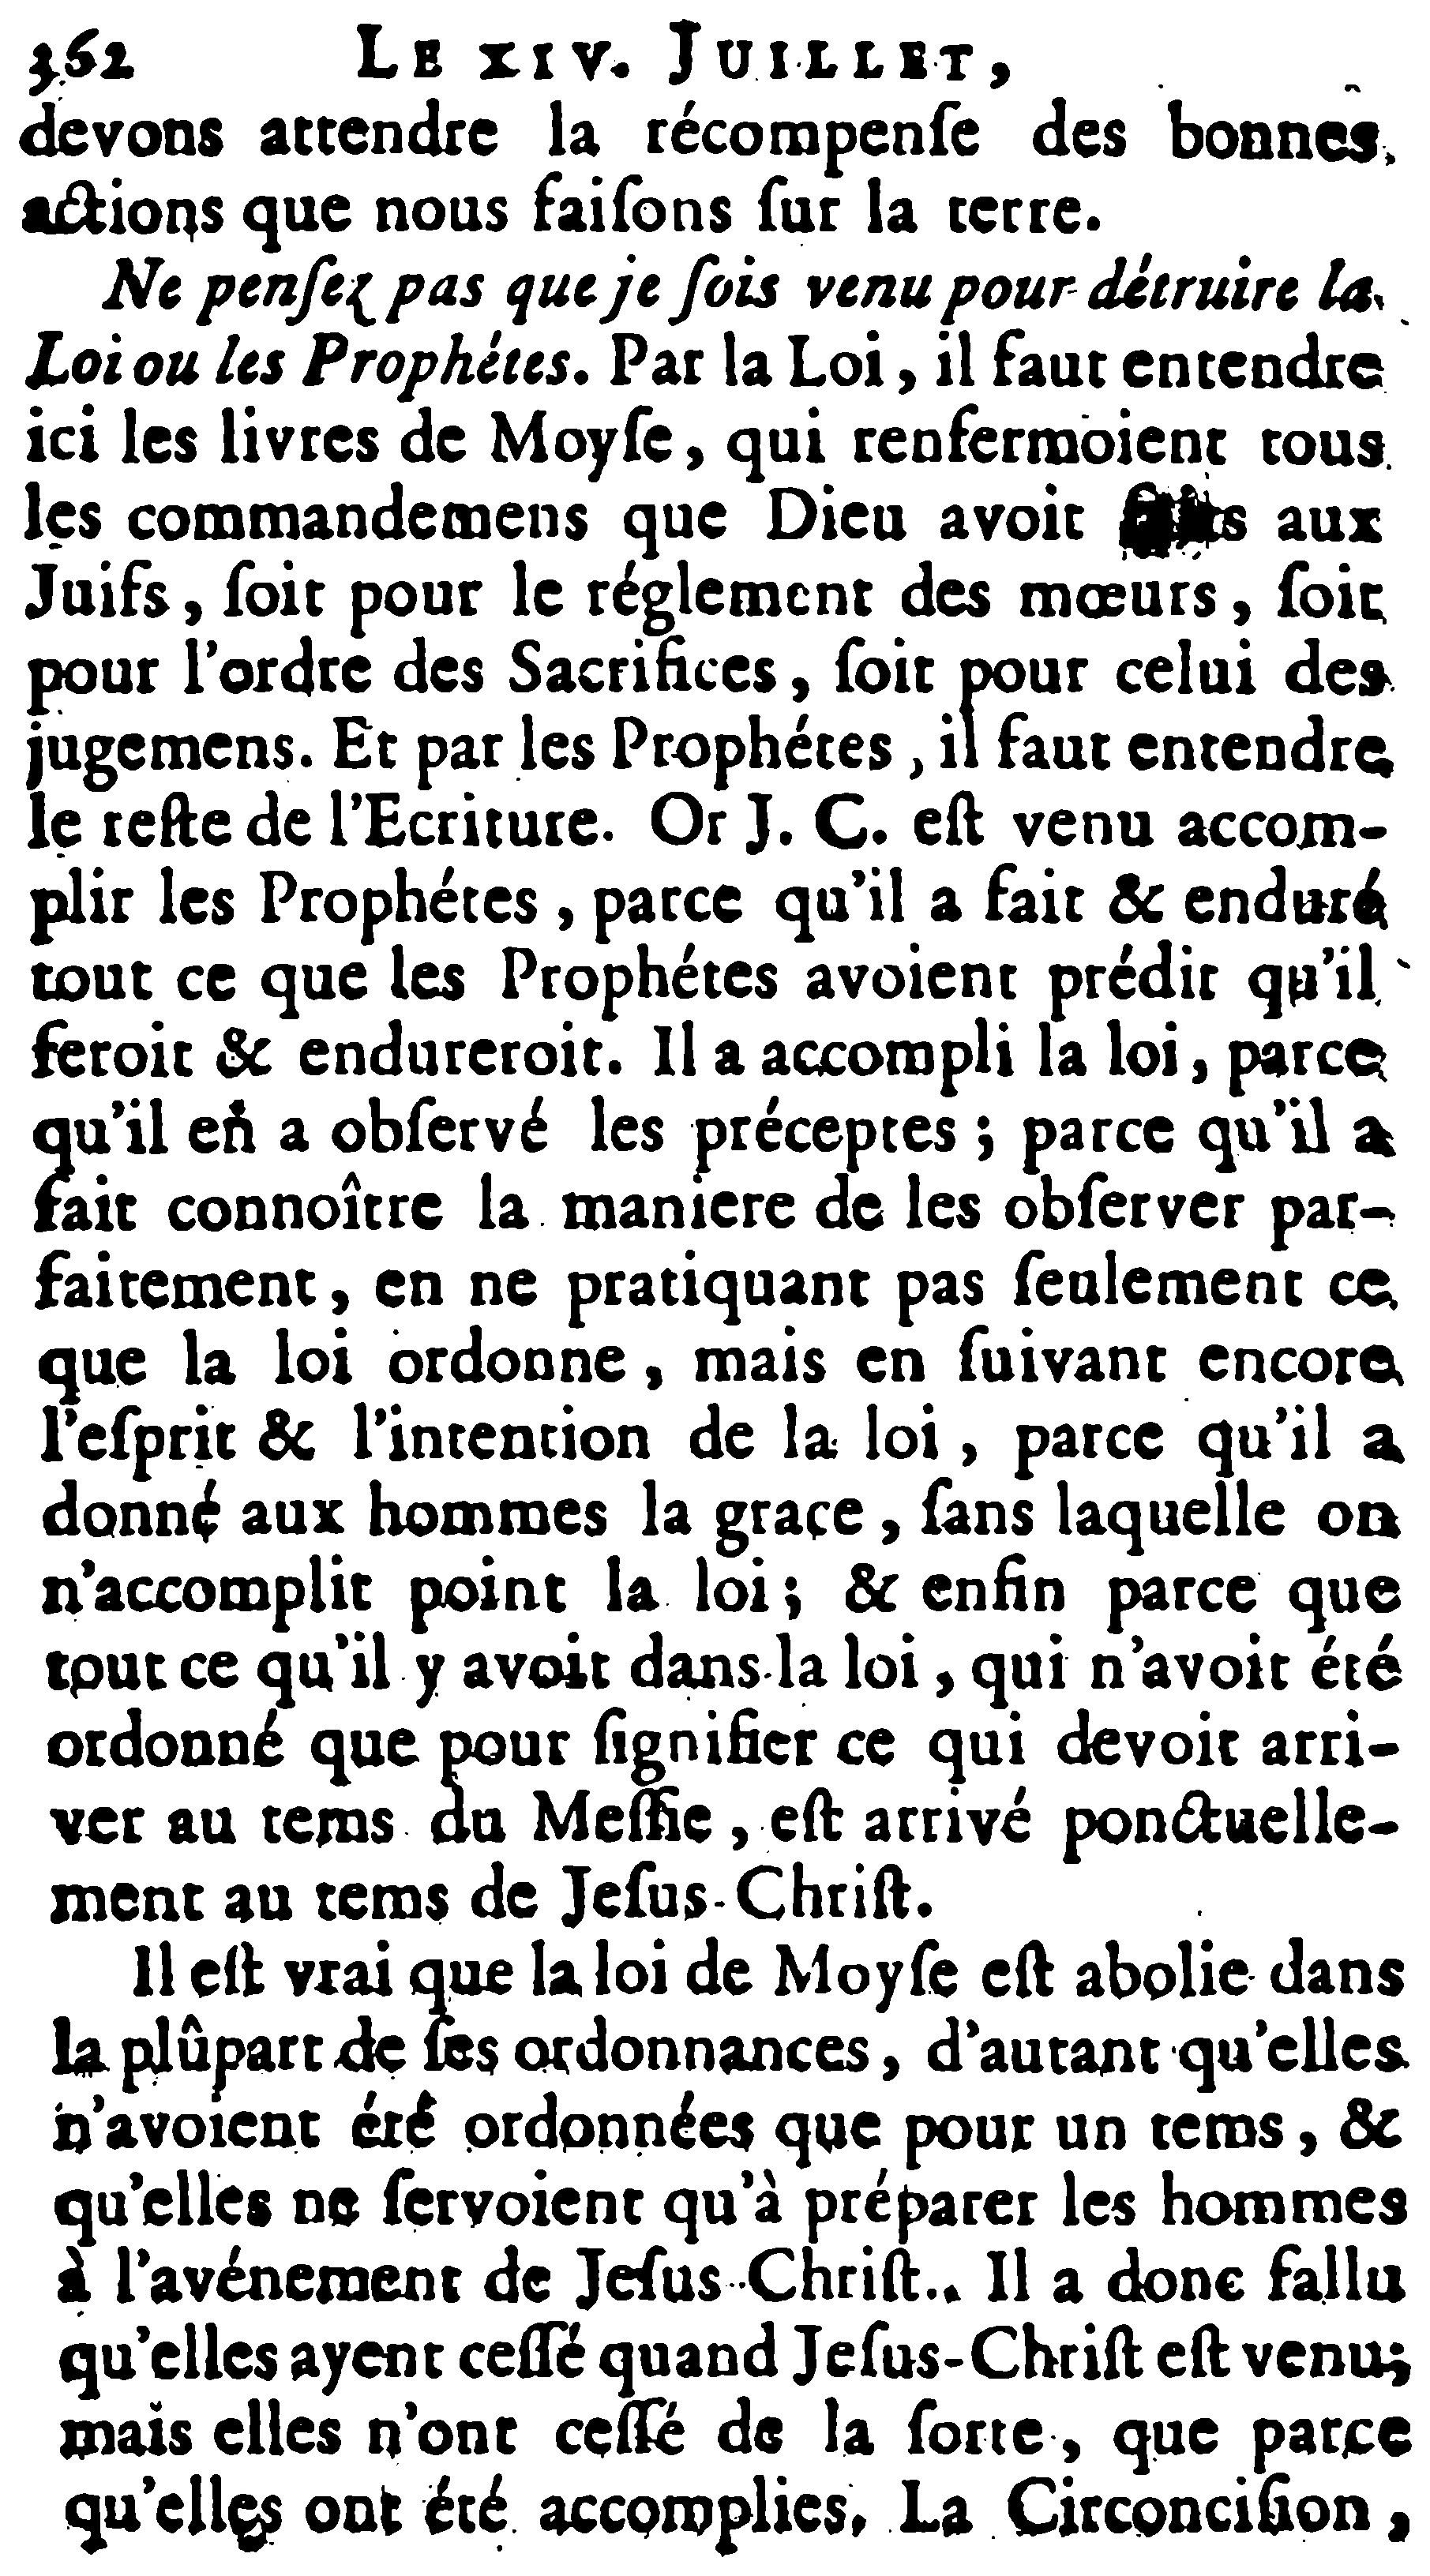 362 LE XIV. JUILLET,
devons attendre la récompenſe des bonnes
actions que nous faiſons ſur la terre.
Ne penſez pas que je ſois venu pour détruire la
Loi ou les Prophétes. Par la Loi, il faut entendre
ici les livres de Moyſe, qui renfermoient tous
les commandemens que Dieu avoit aux
Juifs, ſoit pour le réglement des mœurs, ſoit
pour l'ordre des Sacrifices, ſoit pour celui des
jugemens. Et par les Prophétes, il faut entendre
le reſte de l'Ecriture. Or J. C. eſt venu accom-
plir les Prophétes, parce qu'il a fait & enduré
tout ce que les Prophétes avoient prédit qu'il
feroit & endureroit. Il a accompli la loi, parce
qu'il en a obſervé les préceptes; parce qu'il a
fait connoître la maniere de les obſerver par-
faitement, en ne pratiquant pas ſeulement ce
que la loi ordonne, mais en ſuivant encore
l'eſprit & l'intention de la loi, parce qu'il a
donné aux hommes la grace, ſans laquelle on
n'accomplit point la loi; & enfin parce que
tout ce qu'il y avoit dans la loi, qui n'avoit été
ordonné que pour ſignifier ce qui devoit arri-
ver au tems du Meſſie, eſt arrivé ponctuelle-
ment au tems de Jeſus-Chriſt.
Il eſt vrai que la loi de Moyſe eſt abolie dans
la plûpart de ſes ordonnances, d'autant qu'elles
n'avoient été ordonnées que pour un tems, &
qu'elles ne ſervoient qu'à préparer les hommes
à l'avénement de Jeſus-Chriſt. Il a donc fallu
qu'elles ayent ceſſé quand Jeſus-Chriſt eſt venu;
mais elles n'ont ceſſé de la ſorte, que parce
qu'elles ont été accomplies. La Circonciſion,